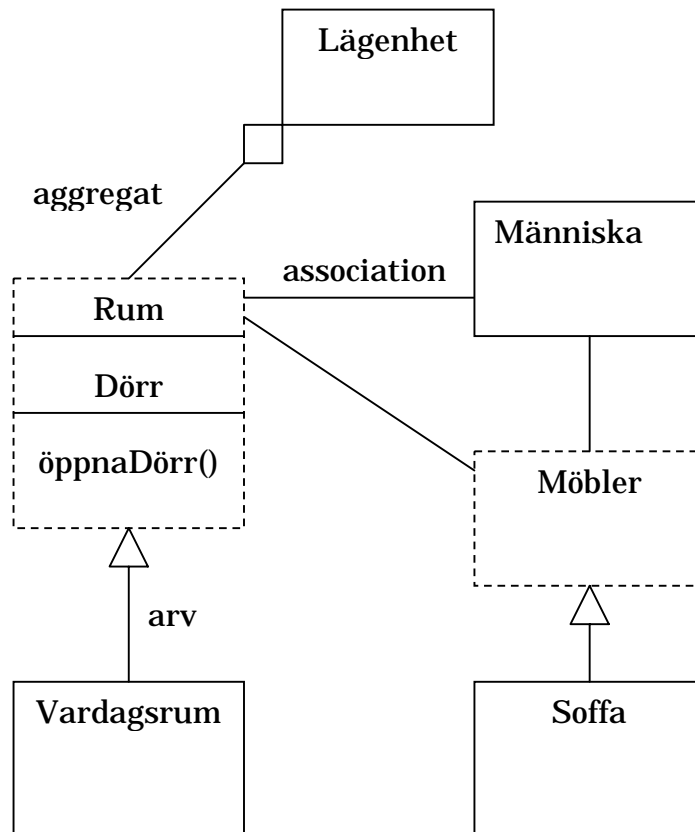 Lägenhet
aggregat
Människa
association
Rum
Dörr
öppnaDörr()
Möbler
arv
Vardagsrum
Soffa